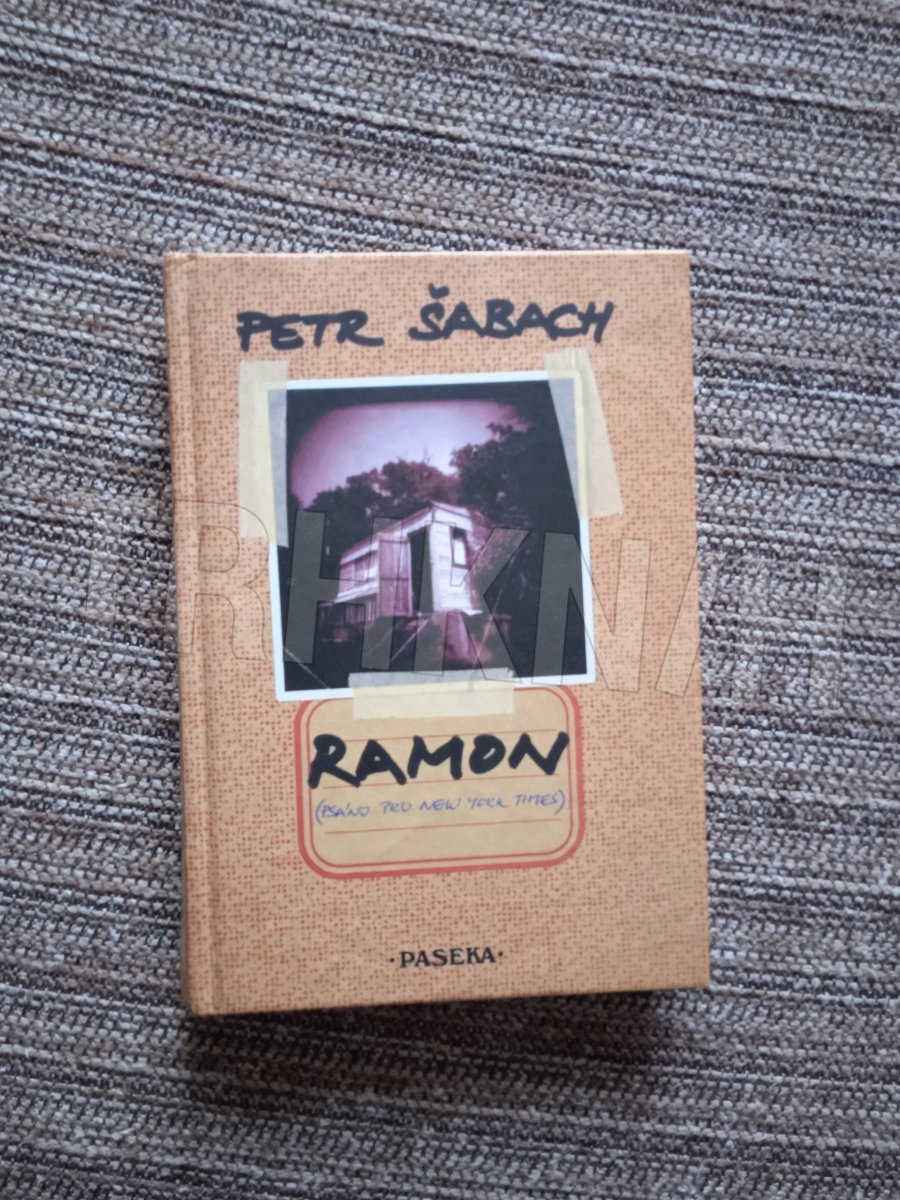 PETR ŠABACH
RAMON
(PSÁNO PRO NEW YORK TIMES)
·PASEKA·